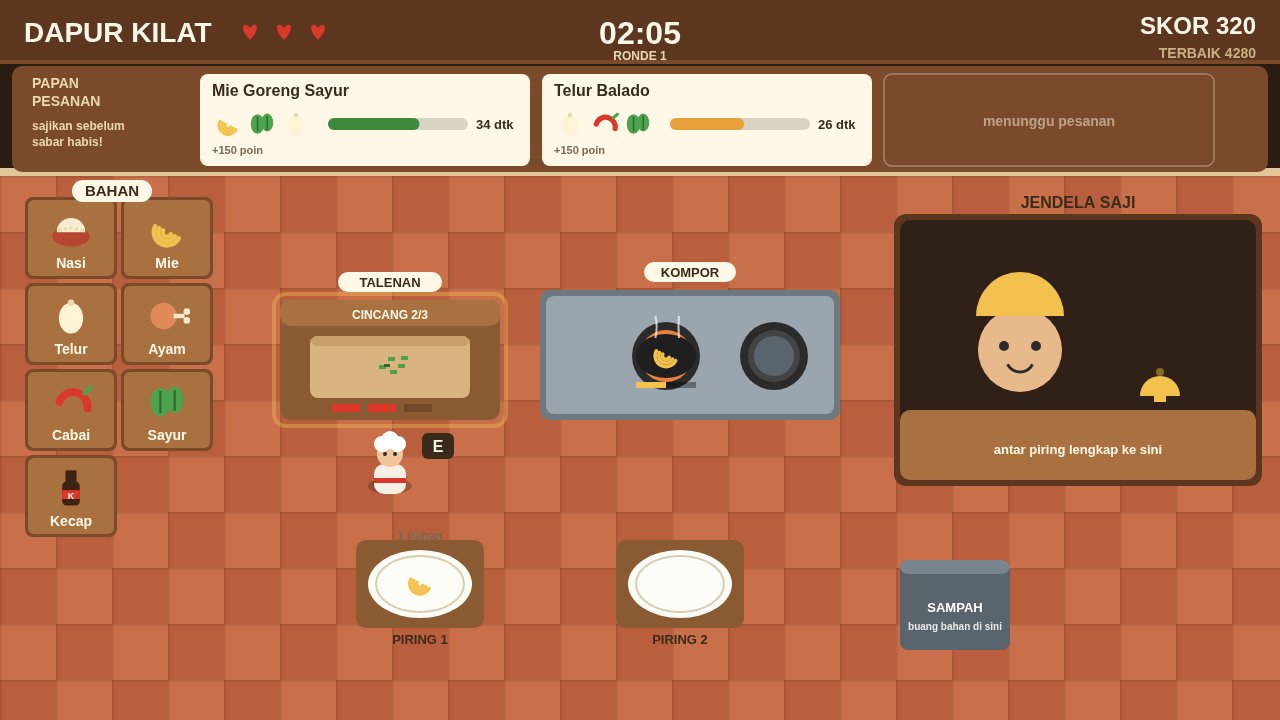 DAPUR KILAT
02:05
RONDE 1
SKOR 320
TERBAIK 4280
PAPAN
PESANAN
sajikan sebelum
sabar habis!
Mie Goreng Sayur
34 dtk
+150 poin
Telur Balado
26 dtk
+150 poin
menunggu pesanan
BAHAN
Nasi
Mie
Telur
Ayam
Cabai
Sayur
K
Kecap
TALENAN
CINCANG 2/3
E
KOMPOR
JENDELA SAJI
antar piring lengkap ke sini
1 bahan
PIRING 1
PIRING 2
SAMPAH
buang bahan di sini